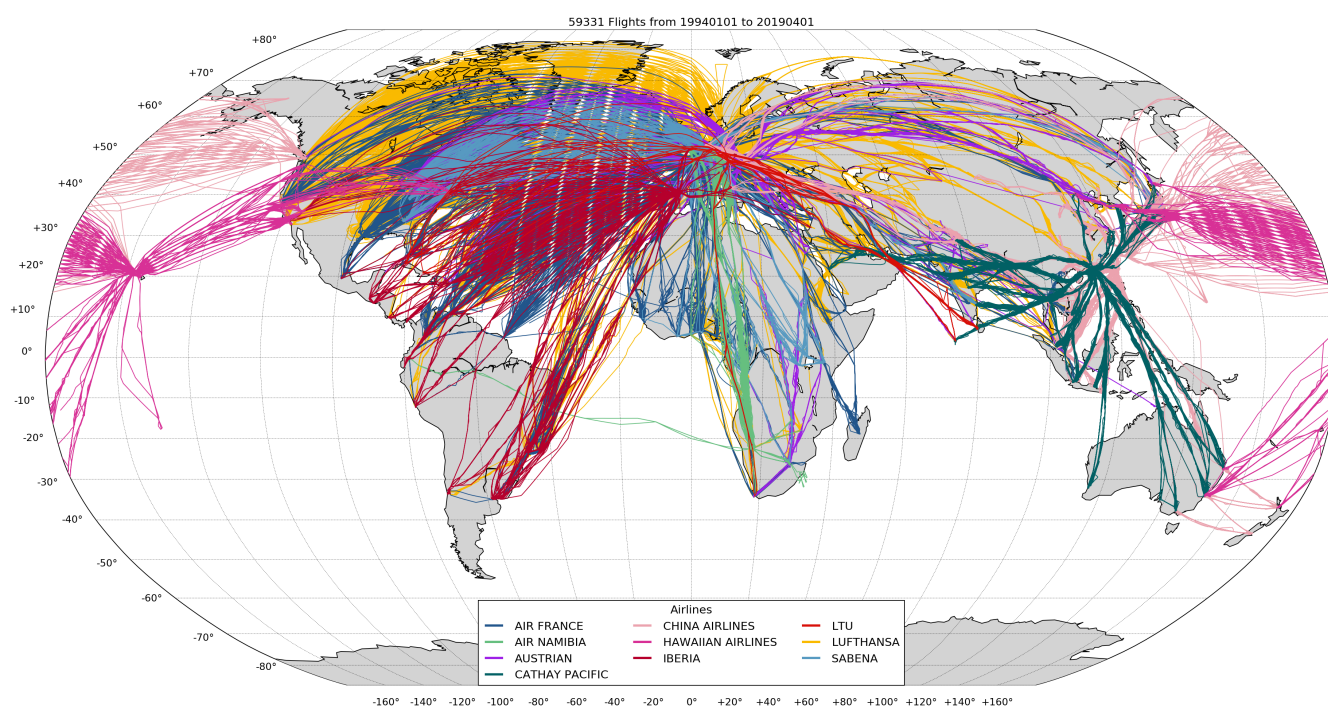 59331 Flights from 19940101 to 20190401
+80°
+70°
+60°
+50°
+40°
+30°
+20°
+10°
0°
-10°
-20°
-30°
-40°
-50°
-60°
-70°
-80°
Airlines
AIR FRANCE CHINA AIRLINES LTU
AIR NAMIBIA HAWAIIAN AIRLINES LUFTHANSA
AUSTRIAN IBERIA SABENA
CATHAY PACIFIC
-160° -140° -120° -100° -80° -60° -40° -20° 0° +20° +40° +60° +80° +100° +120° +140° +160°